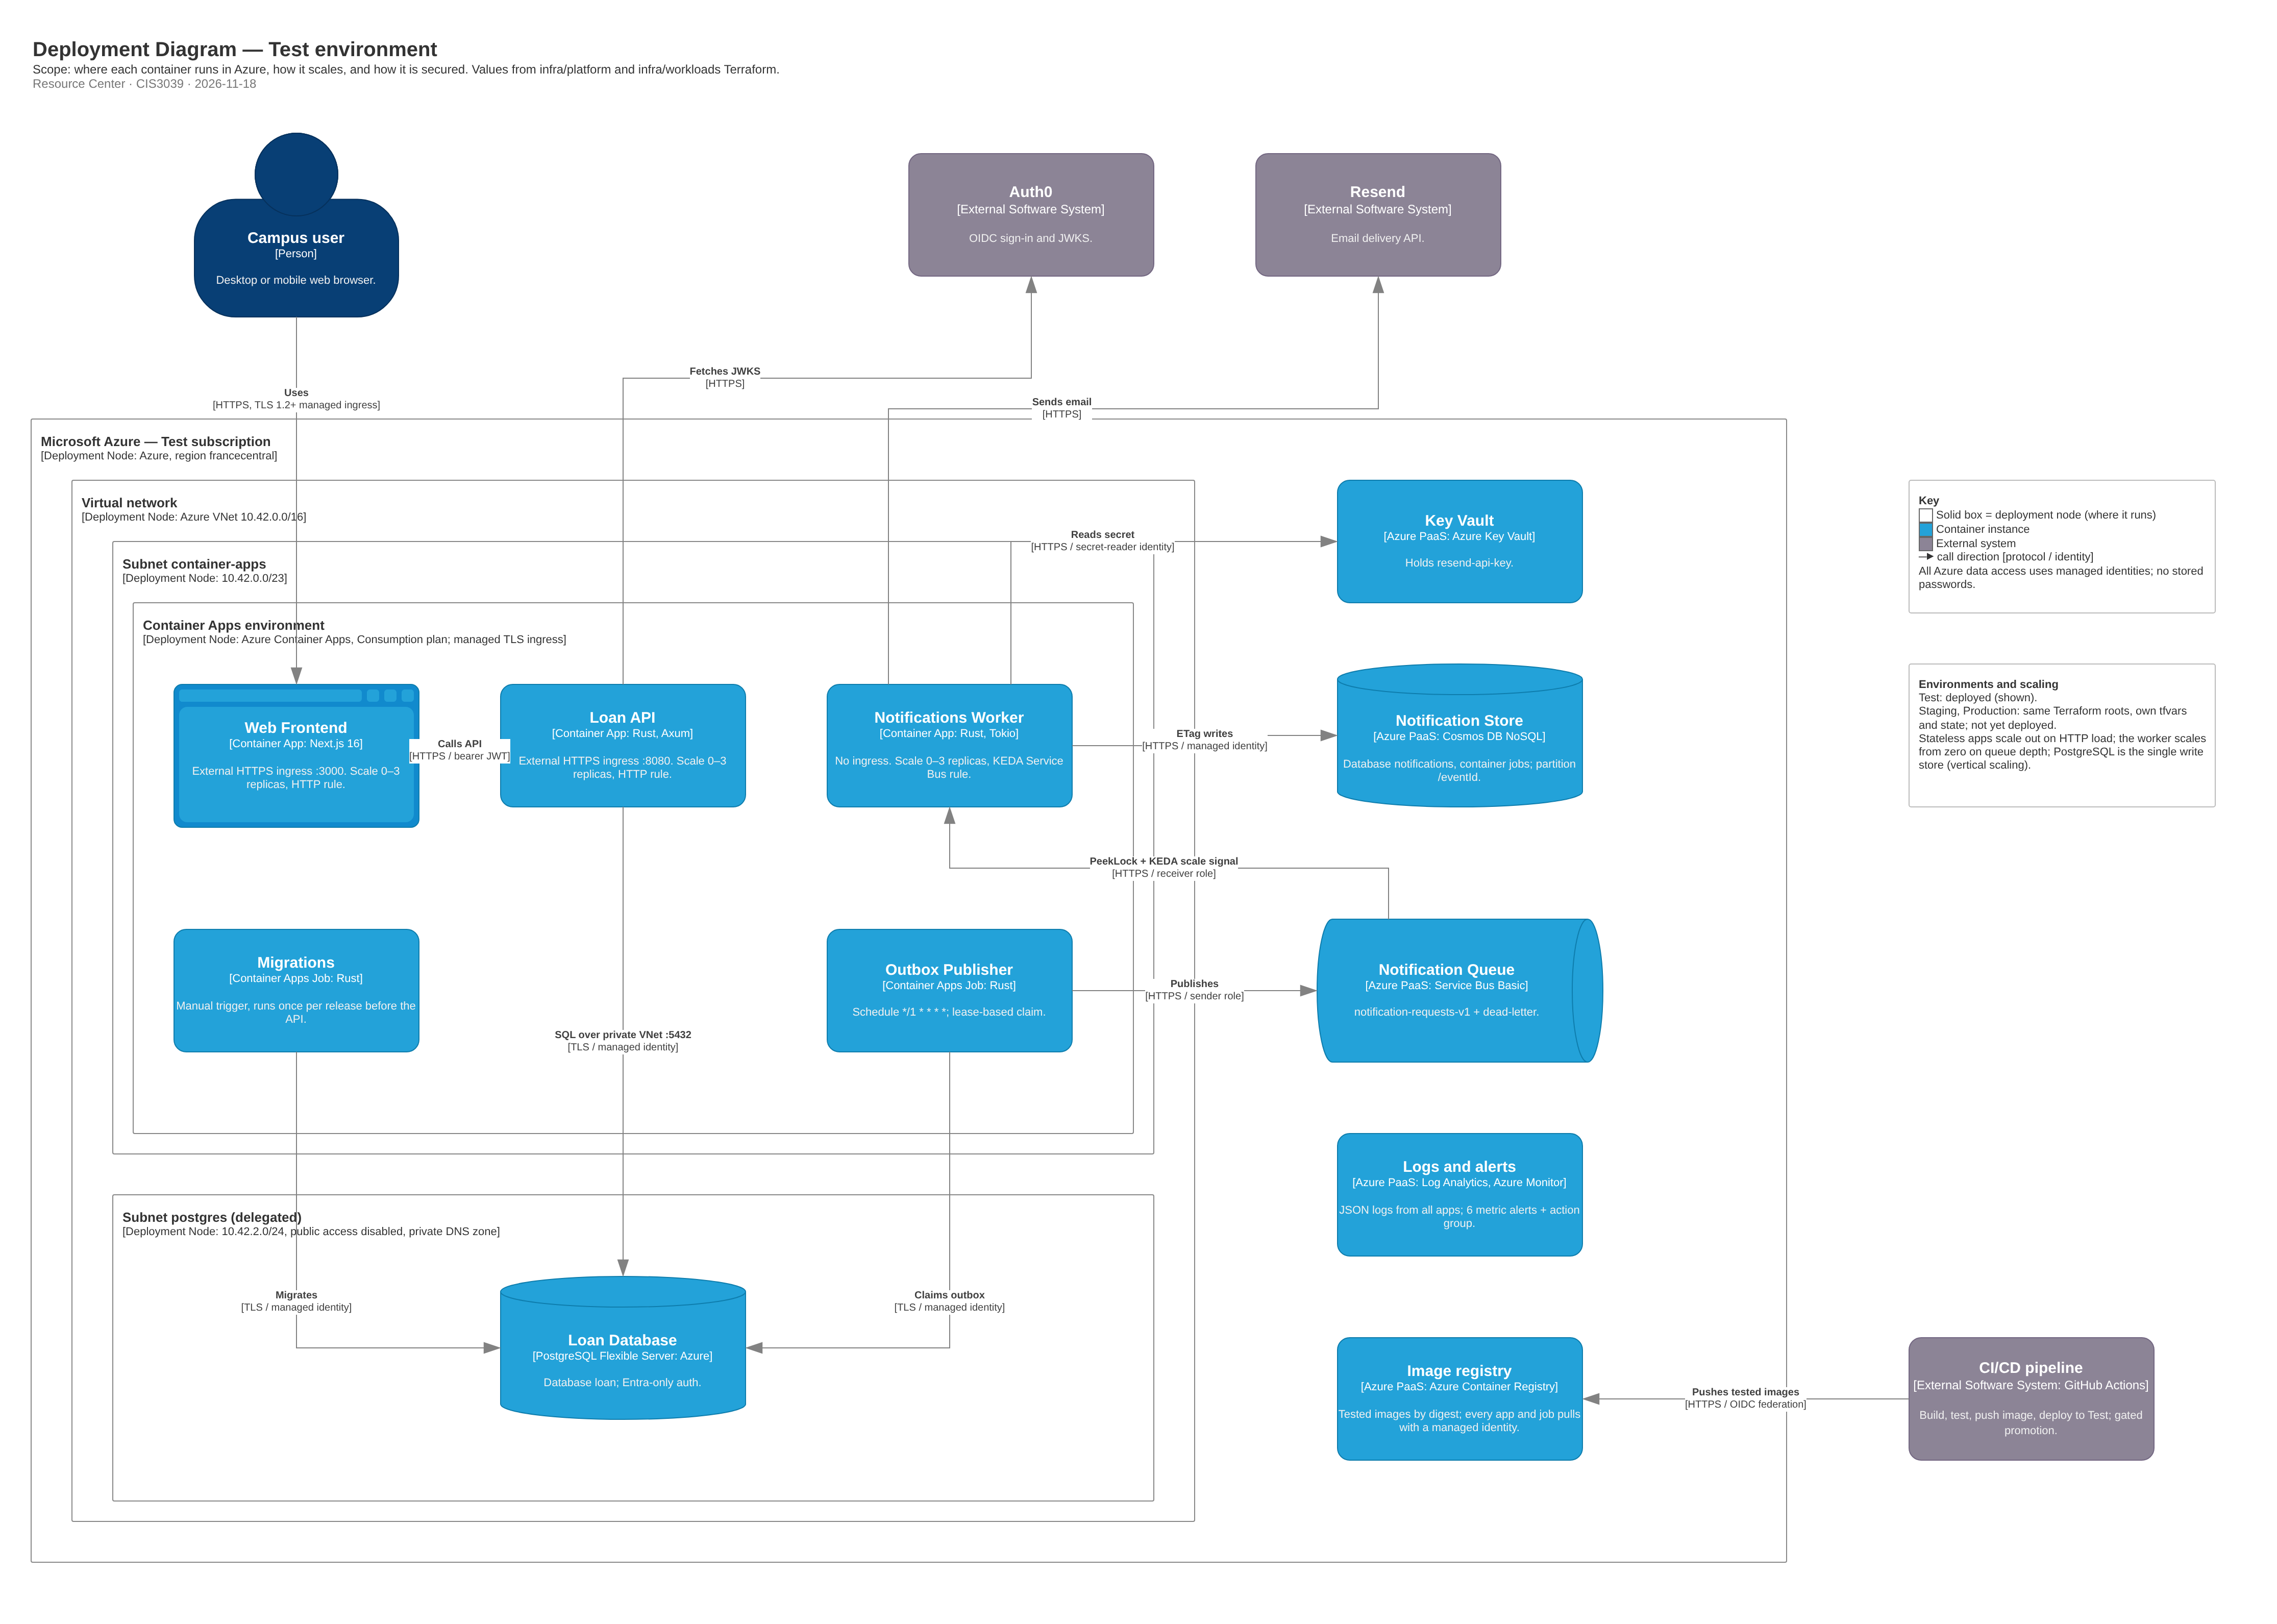 Deployment Diagram — Test environment
Scope: where each container runs in Azure, how it scales, and how it is secured. Values from infra/platform and infra/workloads Terraform.
Resource Center · CIS3039 · 2026-11-18
Campus user
[Person]
Desktop or mobile web browser.
Auth0
[External Software System]
OIDC sign-in and JWKS.
Resend
[External Software System]
Email delivery API.
Fetches JWKS
[HTTPS]
Uses
[HTTPS, TLS 1.2+ managed ingress]
Sends email
[HTTPS]
Microsoft Azure — Test subscription
[Deployment Node: Azure, region francecentral]
Virtual network
[Deployment Node: Azure VNet 10.42.0.0/16]
Subnet container-apps
[Deployment Node: 10.42.0.0/23]
Container Apps environment
[Deployment Node: Azure Container Apps, Consumption plan; managed TLS ingress]
Reads secret
[HTTPS / secret-reader identity]
Key Vault
[Azure PaaS: Azure Key Vault]
Holds resend-api-key.
Key
Solid box = deployment node (where it runs)
Container instance
External system
call direction [protocol / identity]
All Azure data access uses managed identities; no stored
passwords.
Web Frontend
[Container App: Next.js 16]
External HTTPS ingress :3000. Scale 0–3
replicas, HTTP rule.
Calls API
[HTTPS / bearer JWT]
Loan API
[Container App: Rust, Axum]
External HTTPS ingress :8080. Scale 0–3
replicas, HTTP rule.
Notifications Worker
[Container App: Rust, Tokio]
No ingress. Scale 0–3 replicas, KEDA Service
Bus rule.
ETag writes
[HTTPS / managed identity]
Notification Store
[Azure PaaS: Cosmos DB NoSQL]
Database notifications, container jobs; partition
/eventId.
Environments and scaling
Test: deployed (shown).
Staging, Production: same Terraform roots, own tfvars
and state; not yet deployed.
Stateless apps scale out on HTTP load; the worker scales
from zero on queue depth; PostgreSQL is the single write
store (vertical scaling).
PeekLock + KEDA scale signal
[HTTPS / receiver role]
Migrations
[Container Apps Job: Rust]
Manual trigger, runs once per release before the
API.
SQL over private VNet :5432
[TLS / managed identity]
Outbox Publisher
[Container Apps Job: Rust]
Schedule */1 * * * *; lease-based claim.
Publishes
[HTTPS / sender role]
Notification Queue
[Azure PaaS: Service Bus Basic]
notification-requests-v1 + dead-letter.
Logs and alerts
[Azure PaaS: Log Analytics, Azure Monitor]
JSON logs from all apps; 6 metric alerts + action
group.
Subnet postgres (delegated)
[Deployment Node: 10.42.2.0/24, public access disabled, private DNS zone]
Migrates
[TLS / managed identity]
Loan Database
[PostgreSQL Flexible Server: Azure]
Database loan; Entra-only auth.
Claims outbox
[TLS / managed identity]
Image registry
[Azure PaaS: Azure Container Registry]
Tested images by digest; every app and job pulls
with a managed identity.
Pushes tested images
[HTTPS / OIDC federation]
CI/CD pipeline
[External Software System: GitHub Actions]
Build, test, push image, deploy to Test; gated
promotion.